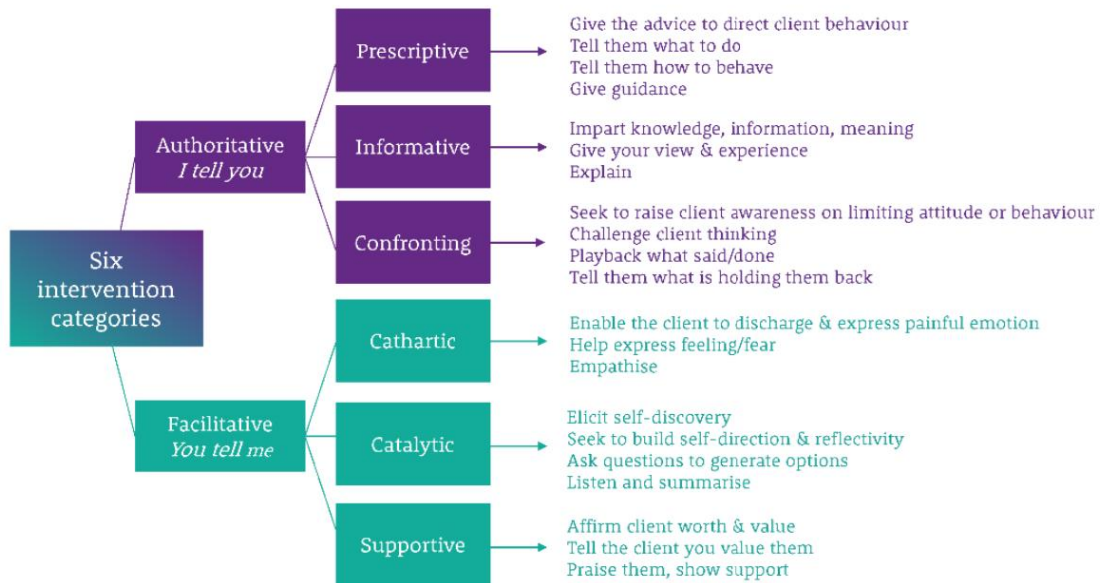 Six
intervention
categories
Authoritative
I tell you
Prescriptive
Give the advice to direct client behaviour
Tell them what to do
Tell them how to behave
Give guidance
Informative
Impart knowledge, information, meaning
Give your view & experience
Explain
Confronting
Seek to raise client awareness on limiting attitude or behaviour
Challenge client thinking
Playback what said/done
Tell them what is holding them back
Facilitative
You tell me
Cathartic
Enable the client to discharge & express painful emotion
Help express feeling/fear
Empathise
Catalytic
Elicit self-discovery
Seek to build self-direction & reflectivity
Ask questions to generate options
Listen and summarise
Supportive
Affirm client worth & value
Tell the client you value them
Praise them, show support